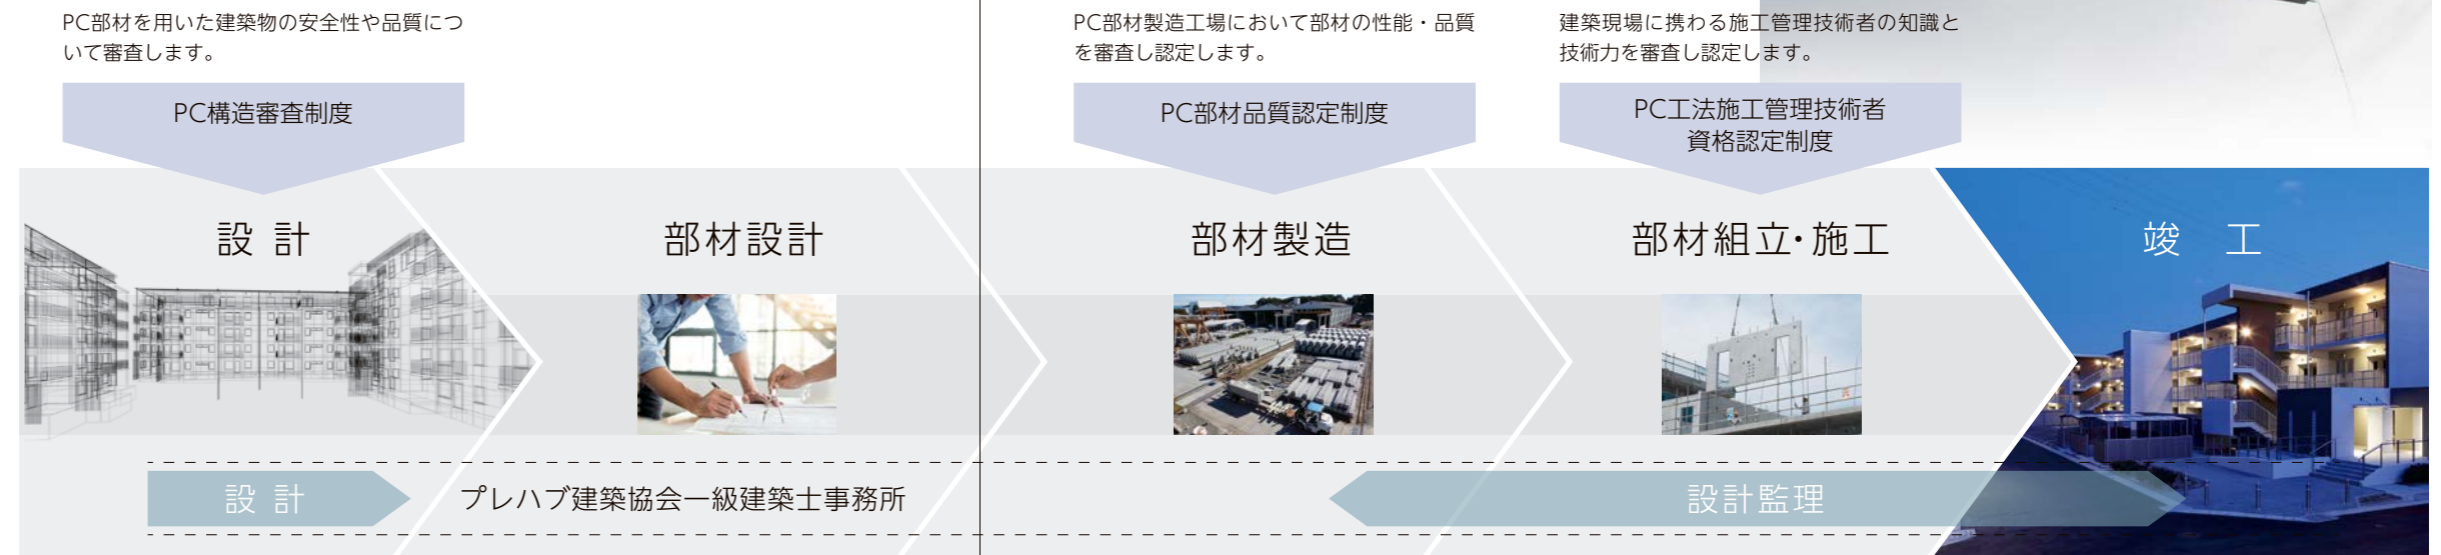 PC部材を用いた建築物の安全性や品質につ
いて審査します。
PC構造審査制度
PC部材製造工場において部材の性能・品質
を審査し認定します。
PC部材品質認定制度
建築現場に携わる施工管理技術者の知識と
技術力を審査し認定します。
PC工法施工管理技術者
資格認定制度
設 計
部材設計
部材製造
部材組立・施工
竣 工
設 計
プレハブ建築協会一級建築士事務所
設計監理